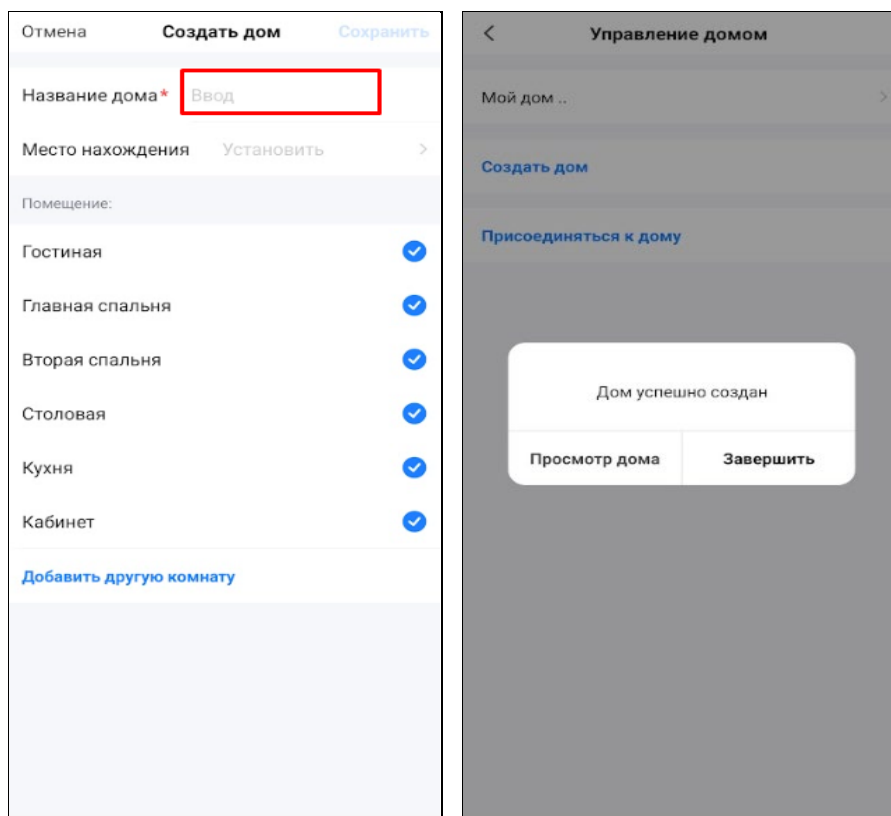 Отмена Создать дом Сохранить
Название дома* Ввод
Место нахождения Установить
Помещение:
Гостиная
Главная спальня
Вторая спальня
Столовая
Кухня
Кабинет
Добавить другую комнату
Управление домом
Мой дом ..
Создать дом
Присоединяться к дому
Дом успешно создан
Просмотр дома Завершить